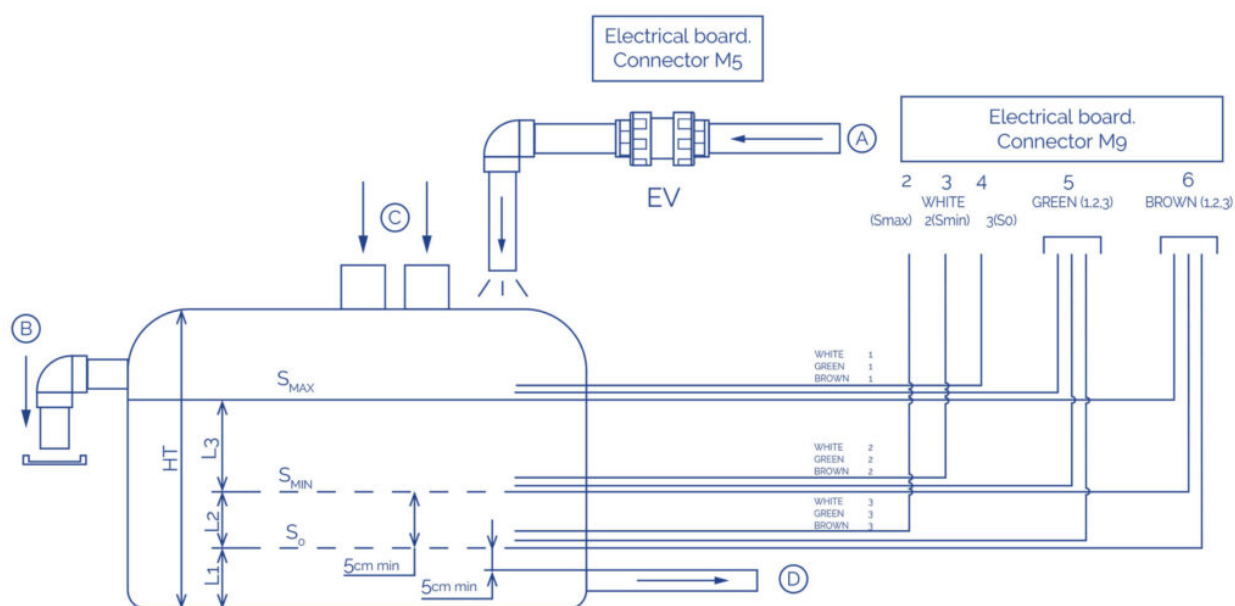 Electrical board.
Connector M5
Electrical board.
Connector M9
A
EV
2 3 4 5 6
WHITE GREEN (1,2,3) BROWN (1,2,3)
(Smax) 2(Smin) 3(S0)
C
B
WHITE 1
GREEN 1
BROWN 1
SMAX
HT
L3
WHITE 2
GREEN 2
BROWN 2
SMIN
L2
WHITE 3
GREEN 3
BROWN 3
S0
L1
5cm min
5cm min
D